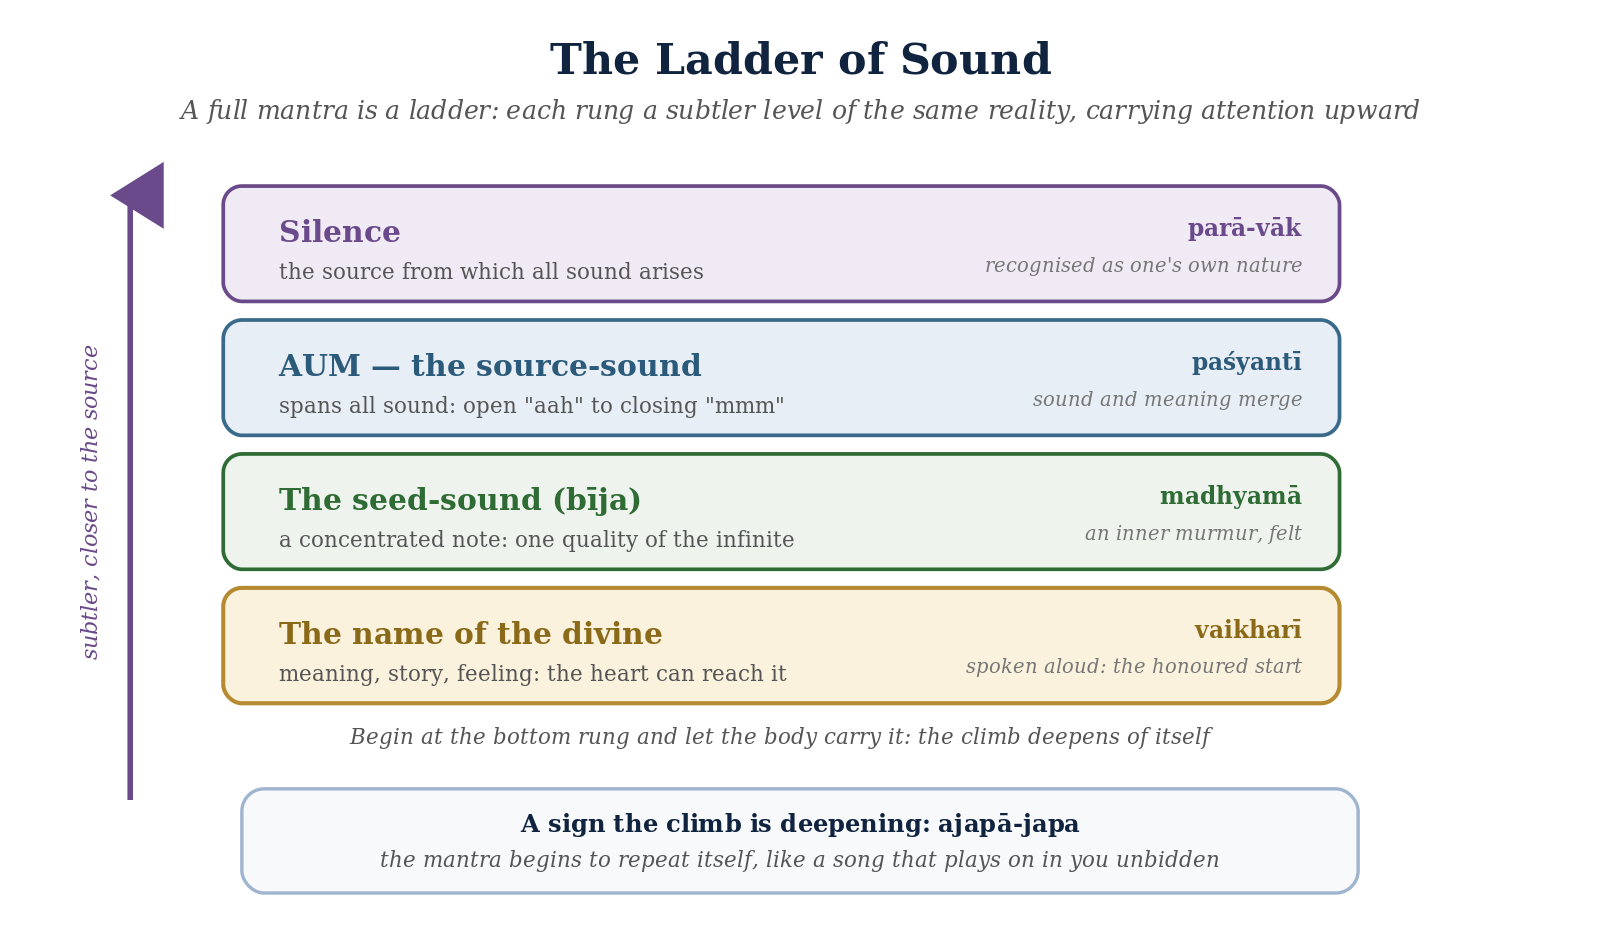 The Ladder of Sound
A full mantra is a ladder: each rung a subtler level of the same reality, carrying attention upward
subtler, closer to the source
Silence
parā-vāk
the source from which all sound arises
recognised as one's own nature
AUM — the source-sound
paśyantī
spans all sound: open "aah" to closing "mmm"
sound and meaning merge
The seed-sound (bīja)
madhyamā
a concentrated note: one quality of the infinite
an inner murmur, felt
The name of the divine
vaikharī
meaning, story, feeling: the heart can reach it
spoken aloud: the honoured start
Begin at the bottom rung and let the body carry it: the climb deepens of itself
A sign the climb is deepening: ajapā-japa
the mantra begins to repeat itself, like a song that plays on in you unbidden